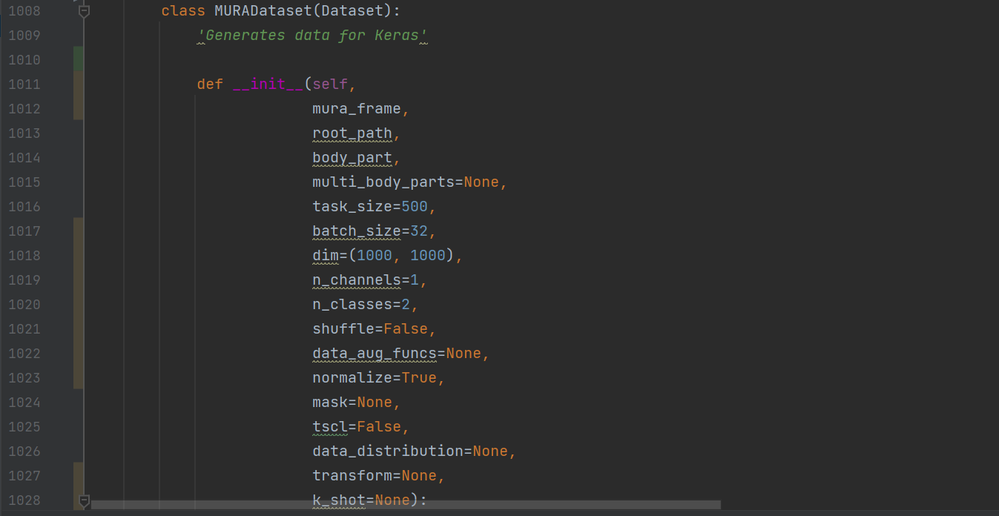 1008 class MURADataset(Dataset):
1009 'Generates data for Keras'
1010
1011 def __init__(self,
1012 mura_frame,
1013 root_path,
1014 body_part,
1015 multi_body_parts=None,
1016 task_size=500,
1017 batch_size=32,
1018 dim=(1000, 1000),
1019 n_channels=1,
1020 n_classes=2,
1021 shuffle=False,
1022 data_aug_funcs=None,
1023 normalize=True,
1024 mask=None,
1025 tscl=False,
1026 data_distribution=None,
1027 transform=None,
1028 k_shot=None):